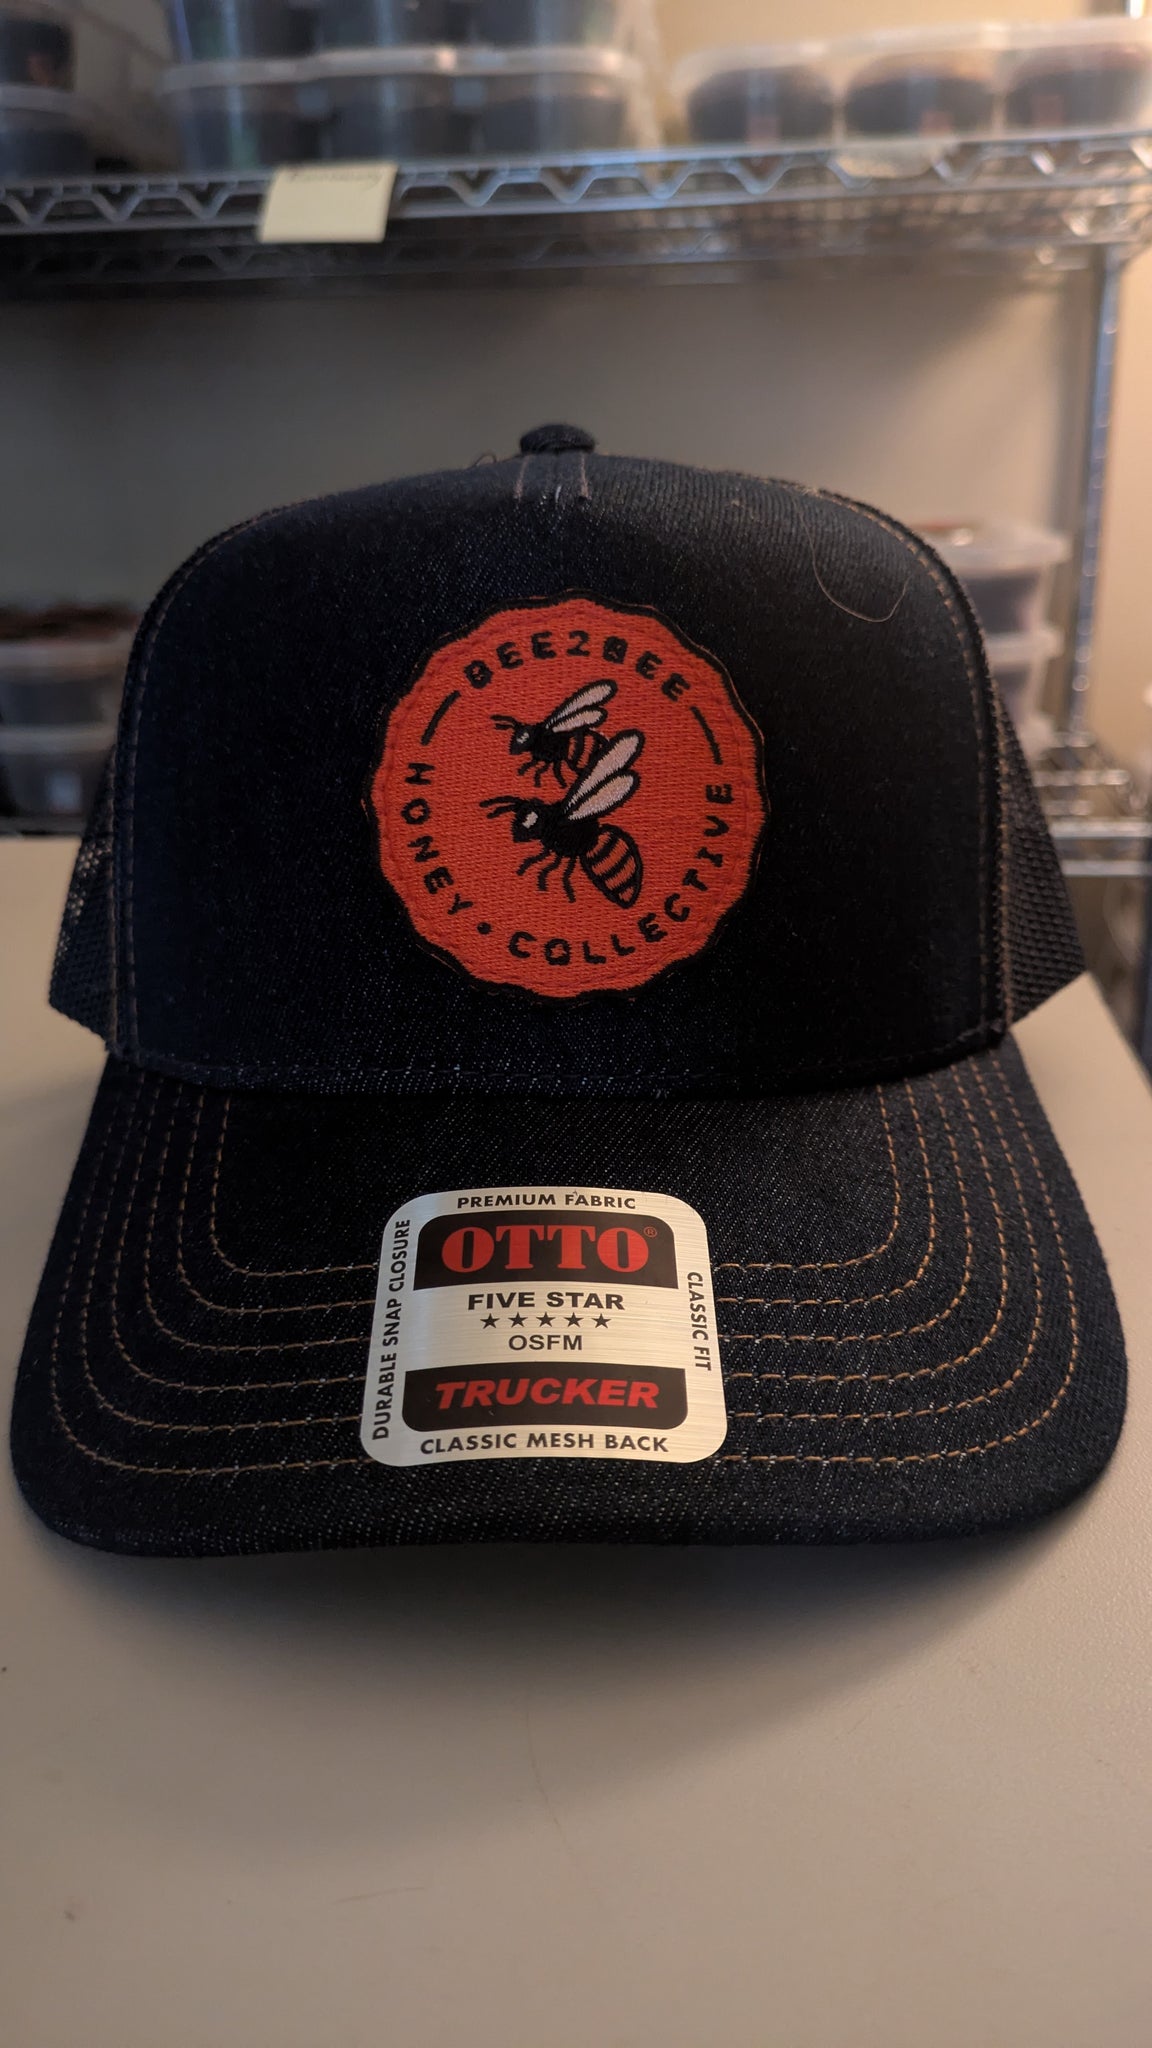 BEE2BEE
HONEY • COLLECTIVE
PREMIUM FABRIC
OTTO®
DURABLE SNAP CLOSURE
FIVE STAR
★★★★★
OSFM
CLASSIC FIT
TRUCKER
CLASSIC MESH BACK